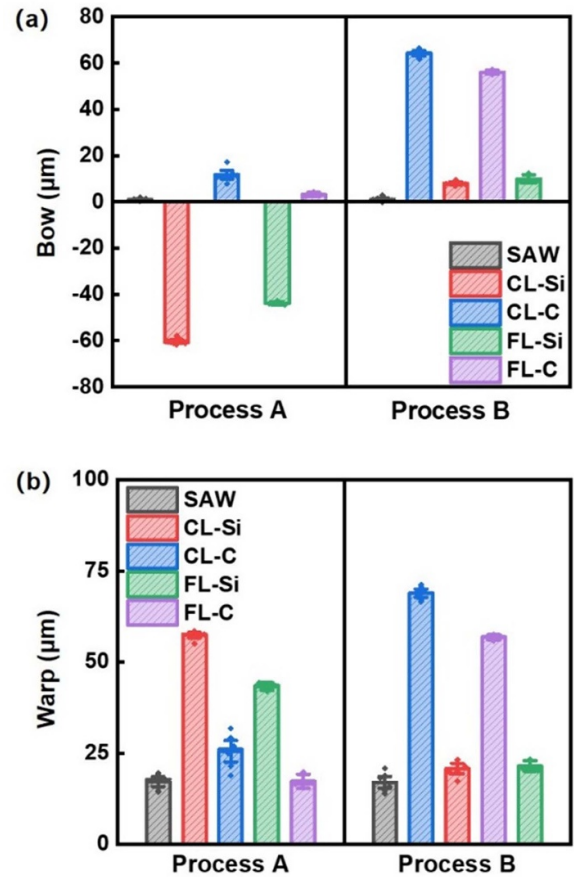 (a)
80
60
40
20
0
-20
-40
-60
-80
Bow (μm)
SAW
CL-Si
CL-C
FL-Si
FL-C
Process A
Process B
(b)
100
75
50
25
0
Warp (μm)
SAW
CL-Si
CL-C
FL-Si
FL-C
Process A
Process B